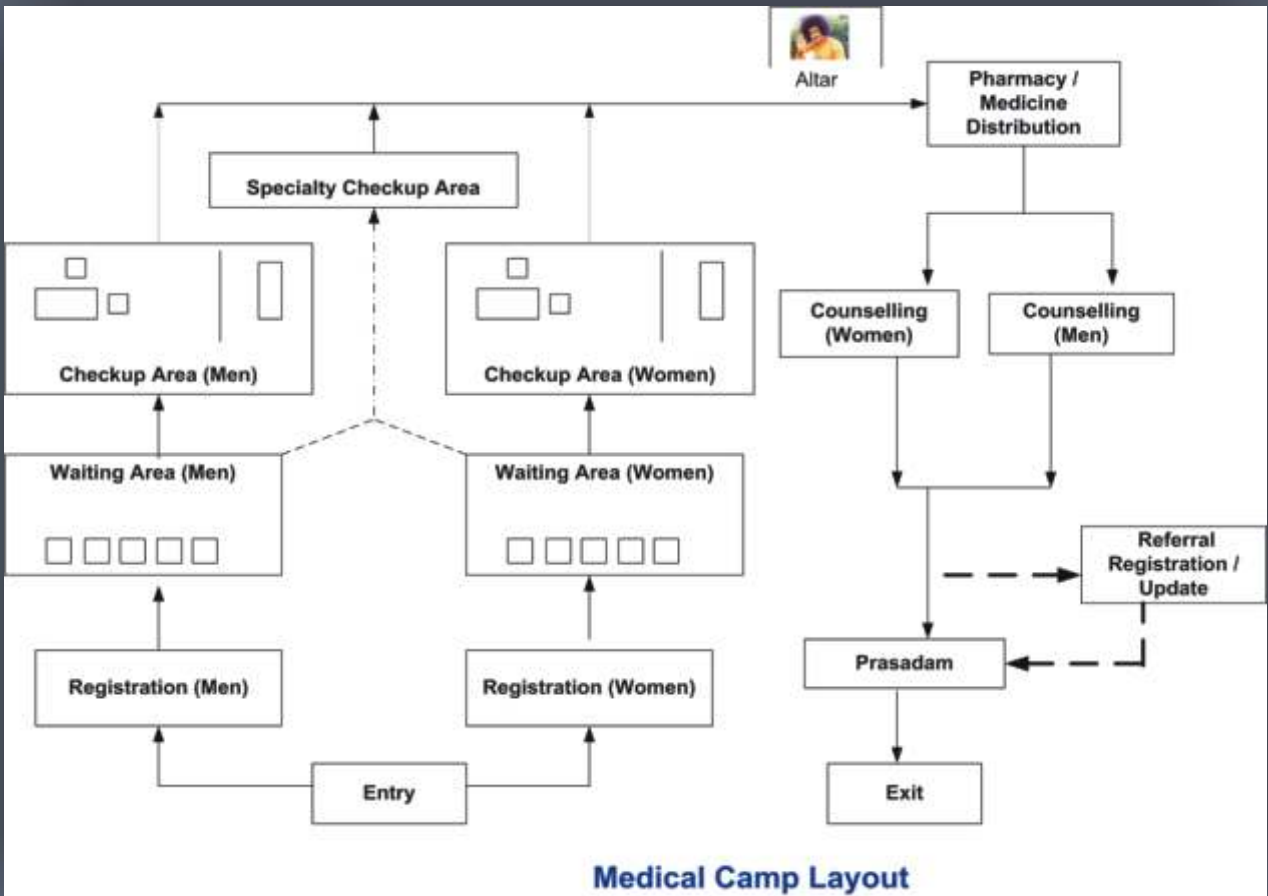 Altar
Pharmacy /
Medicine
Distribution
Specialty Checkup Area
Checkup Area (Men)
Checkup Area (Women)
Counselling
(Women)
Counselling
(Men)
Waiting Area (Men)
Waiting Area (Women)
Referral
Registration /
Update
Registration (Men)
Registration (Women)
Prasadam
Entry
Exit
Medical Camp Layout